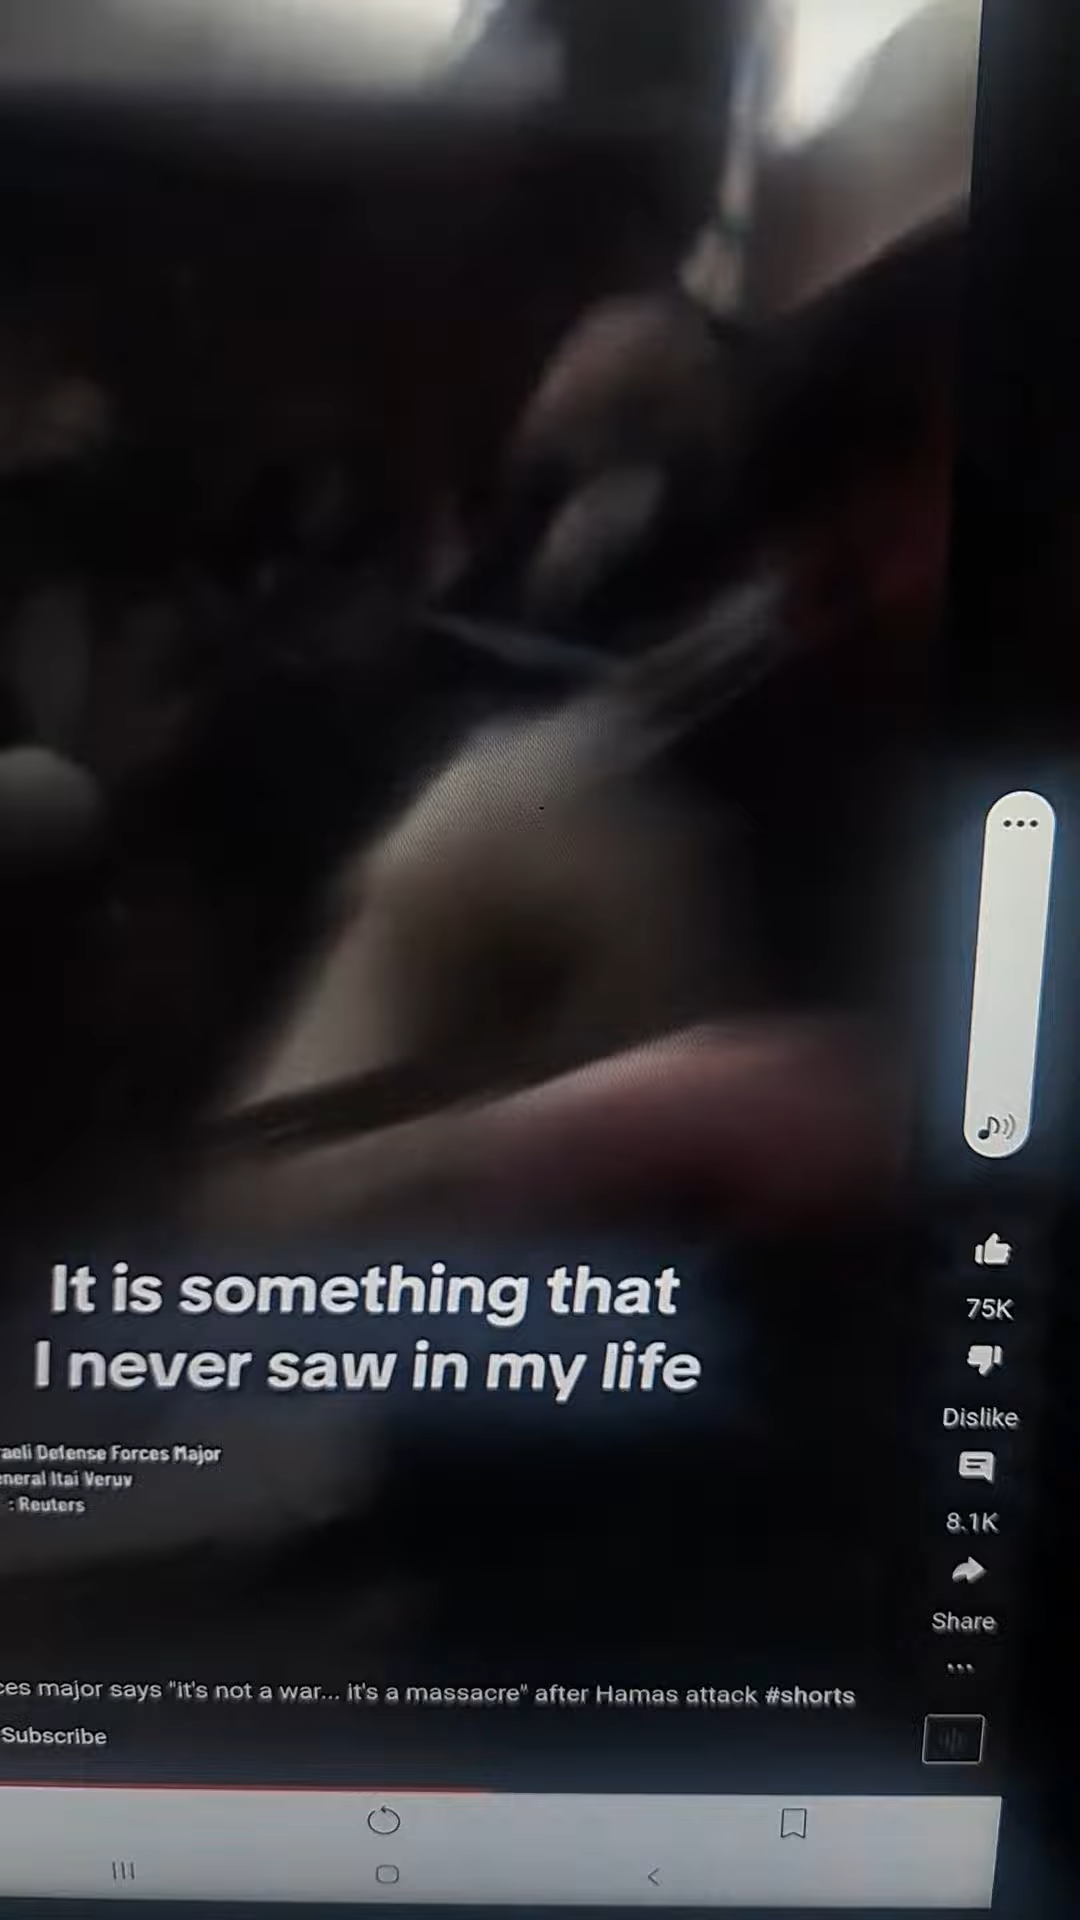 It is something that
I never saw in my life
raeli Defense Forces Major
eneral Itai Veruv
: Reuters
75K
Dislike
8.1K
Share
ces major says "it's not a war... it's a massacre" after Hamas attack #shorts
Subscribe